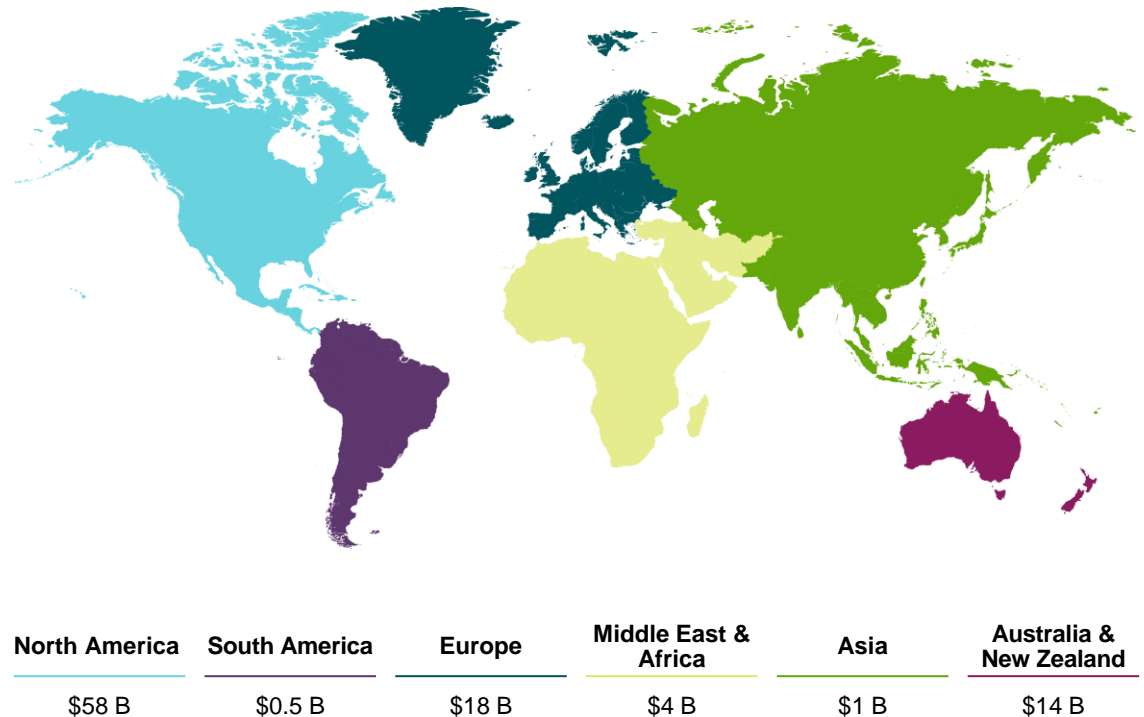 North America
South America
Europe
Middle East &
Africa
Asia
Australia &
New Zealand
$58 B
$0.5 B
$18 B
$4 B
$1 B
$14 B